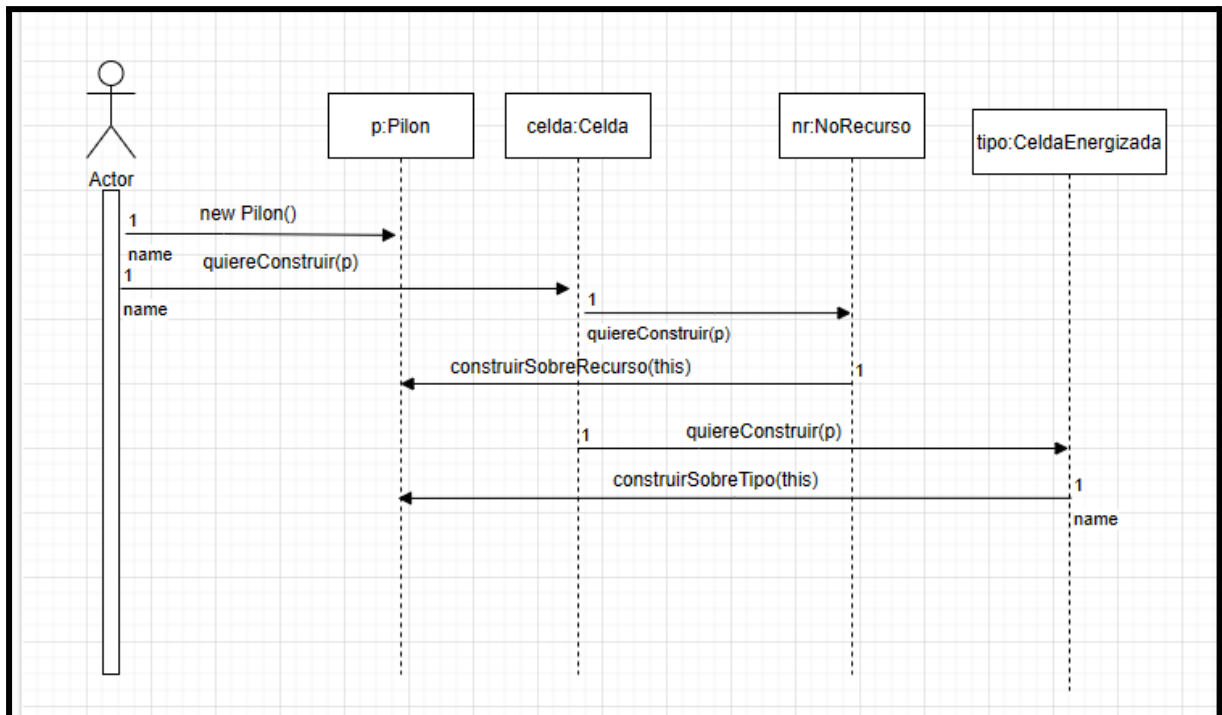 p:Pilon
celda:Celda
nr:NoRecurso
tipo:CeldaEnergizada
Actor
new Pilon()
1
name
quiereConstruir(p)
1
name
1
quiereConstruir(p)
construirSobreRecurso(this)
1
1
quiereConstruir(p)
construirSobreTipo(this)
1
name